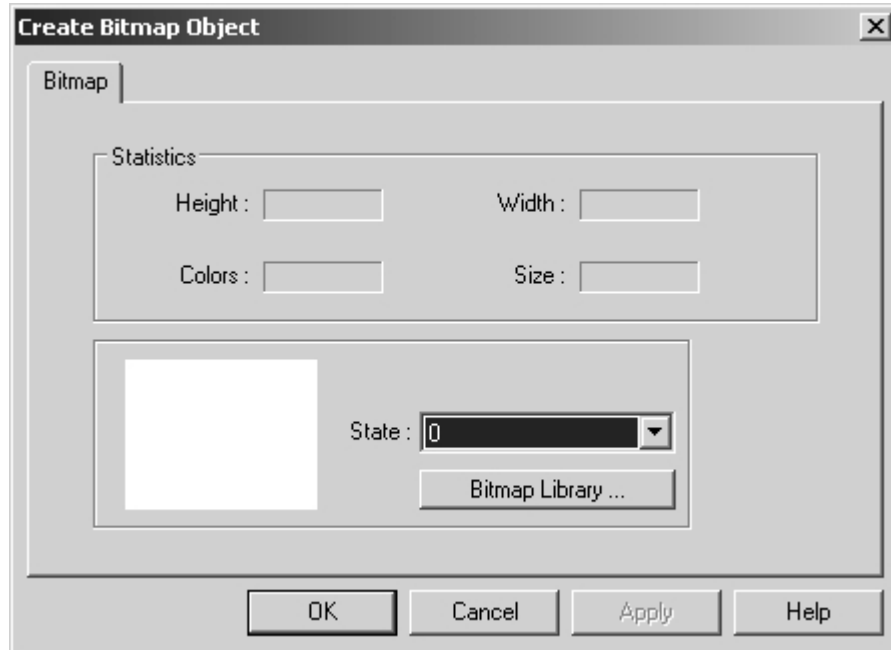 Create Bitmap Object
Bitmap
Statistics
Height :
Width :
Colors :
Size :
State : 0
Bitmap Library ...
OK Cancel Apply Help